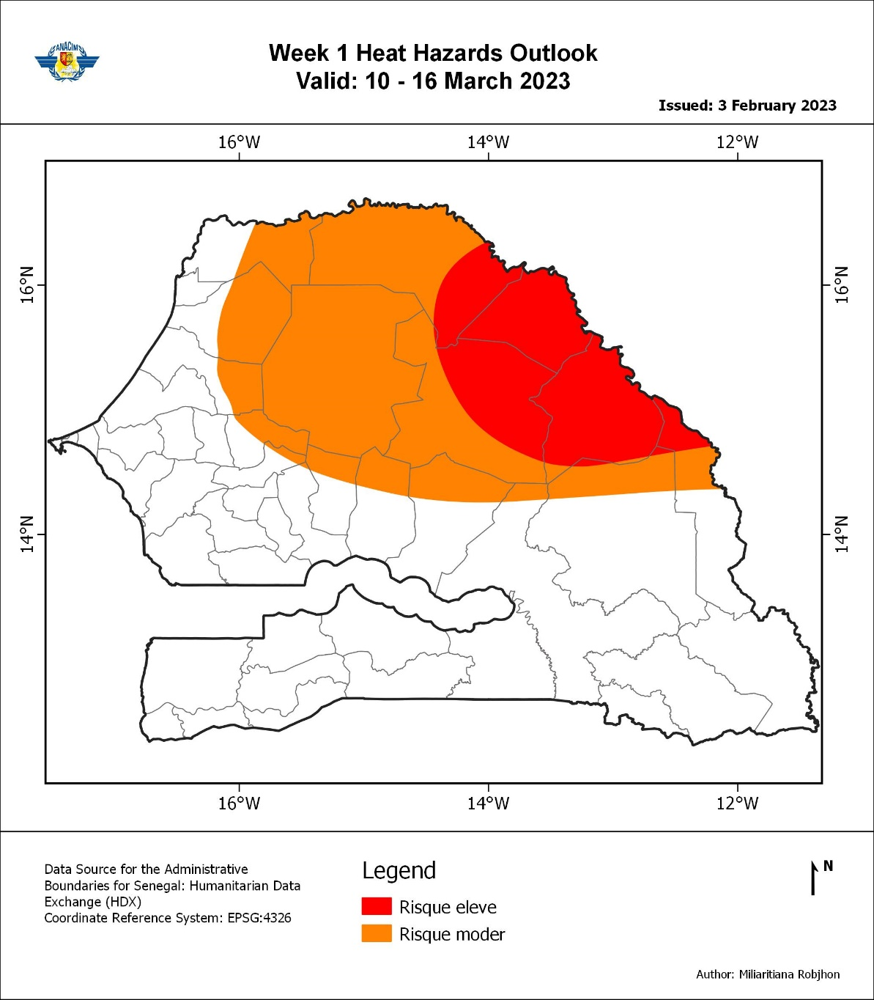 ANACIM
Week 1 Heat Hazards Outlook
Valid: 10 - 16 March 2023
Issued: 3 February 2023
16°W 14°W 12°W
16°N 16°N
14°N 14°N
16°W 14°W 12°W
Data Source for the Administrative
Boundaries for Senegal: Humanitarian Data
Exchange (HDX)
Coordinate Reference System: EPSG:4326
Legend
Risque eleve
Risque moder
N
Author: Miliaritiana Robjhon